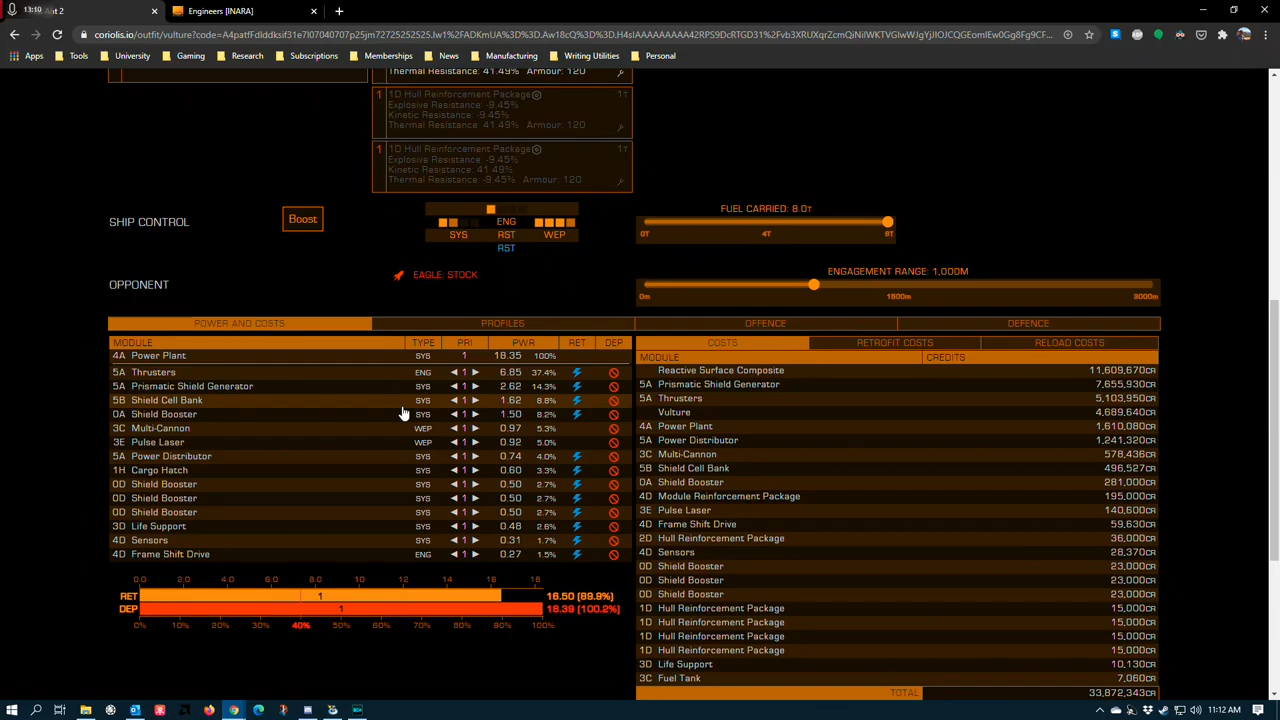 13:10
Ant 2
Engineers [INARA]
Apps Tools University Gaming Research Subscriptions Memberships News Manufacturing Writing Utilities Personal
Thermal Resistance: 41.49% Armour: 120
1 1D Hull Reinforcement Package 1T
Explosive Resistance: -9.45%
Kinetic Resistance: -9.45%
Thermal Resistance: 41.49% Armour: 120
1 1D Hull Reinforcement Package 1T
Explosive Resistance: -9.45%
Kinetic Resistance: 41.49%
Thermal Resistance: -9.45% Armour: 120
SHIP CONTROL
Boost
ENG
SYS RST WEP
RST
FUEL CARRIED: 8.0T
0T 4T 8T
OPPONENT
EAGLE: STOCK
ENGAGEMENT RANGE: 1,000M
0m 1500m 3000m
POWER AND COSTS PROFILES OFFENCE DEFENCE
MODULE TYPE PRI PWR RET DEP
4A Power Plant SYS 1 18.35 100%
5A Thrusters ENG 1 6.85 37.4%
5A Prismatic Shield Generator SYS 1 2.62 14.3%
5B Shield Cell Bank SYS 1 1.62 8.8%
0A Shield Booster SYS 1 1.50 8.2%
3C Multi-Cannon WEP 1 0.97 5.3%
3E Pulse Laser WEP 1 0.92 5.0%
5A Power Distributor SYS 1 0.74 4.0%
1H Cargo Hatch SYS 1 0.60 3.3%
0D Shield Booster SYS 1 0.50 2.7%
0D Shield Booster SYS 1 0.50 2.7%
0D Shield Booster SYS 1 0.50 2.7%
3D Life Support SYS 1 0.48 2.6%
4D Sensors SYS 1 0.31 1.7%
4D Frame Shift Drive ENG 1 0.27 1.5%
0.0 2.0 4.0 6.0 8.0 10 12 14 16 18
RET 1 16.50 (89.9%)
DEP 1 18.39 (100.2%)
0% 10% 20% 30% 40% 50% 60% 70% 80% 90% 100%
COSTS RETROFIT COSTS RELOAD COSTS
MODULE CREDITS
Reactive Surface Composite 11,609,670CR
5A Prismatic Shield Generator 7,655,930CR
5A Thrusters 5,103,950CR
Vulture 4,689,640CR
4A Power Plant 1,610,080CR
5A Power Distributor 1,241,320CR
3C Multi-Cannon 578,436CR
5B Shield Cell Bank 496,527CR
0A Shield Booster 281,000CR
4D Module Reinforcement Package 195,000CR
3E Pulse Laser 140,600CR
4D Frame Shift Drive 59,630CR
2D Hull Reinforcement Package 36,000CR
4D Sensors 28,370CR
0D Shield Booster 23,000CR
0D Shield Booster 23,000CR
0D Shield Booster 23,000CR
1D Hull Reinforcement Package 15,000CR
1D Hull Reinforcement Package 15,000CR
1D Hull Reinforcement Package 15,000CR
1D Hull Reinforcement Package 15,000CR
3D Life Support 10,130CR
3C Fuel Tank 7,060CR
TOTAL 33,872,343CR
11:12 AM